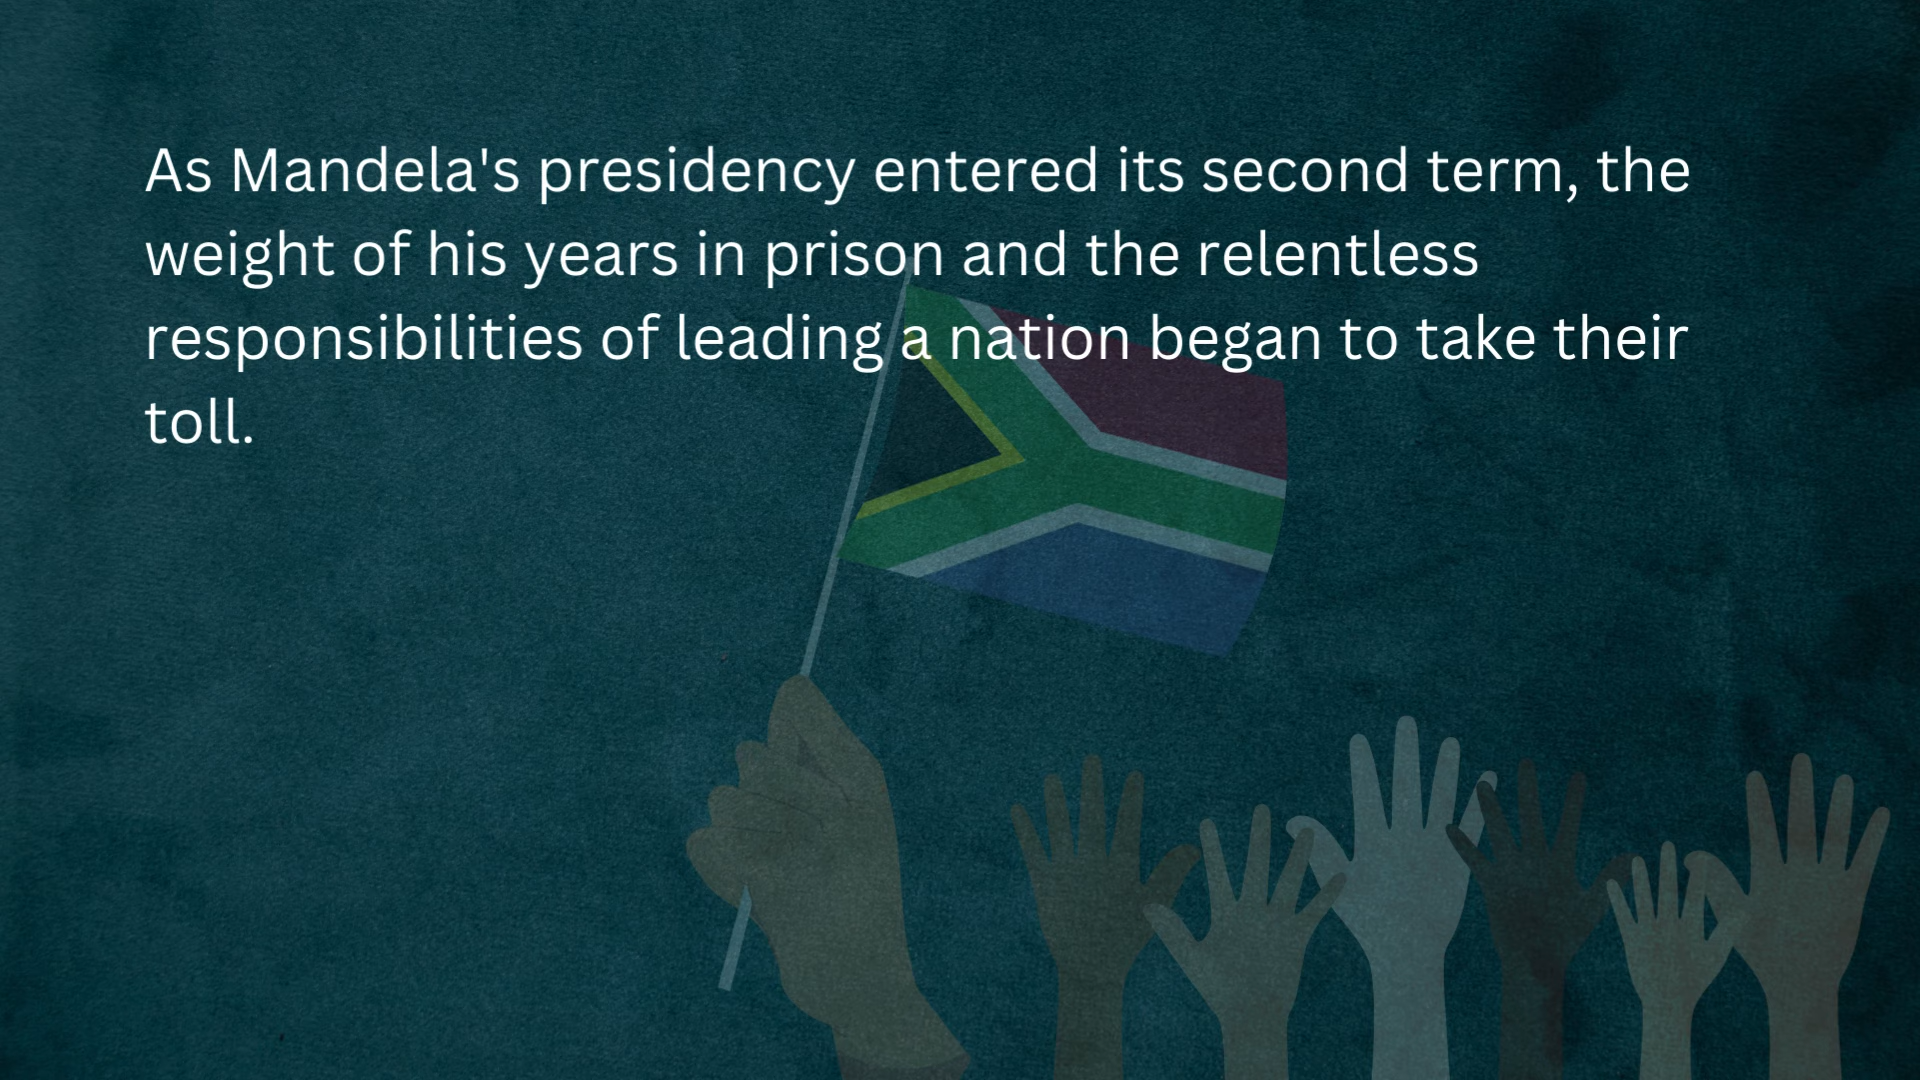 As Mandela's presidency entered its second term, the
weight of his years in prison and the relentless
responsibilities of leading a nation began to take their
toll.